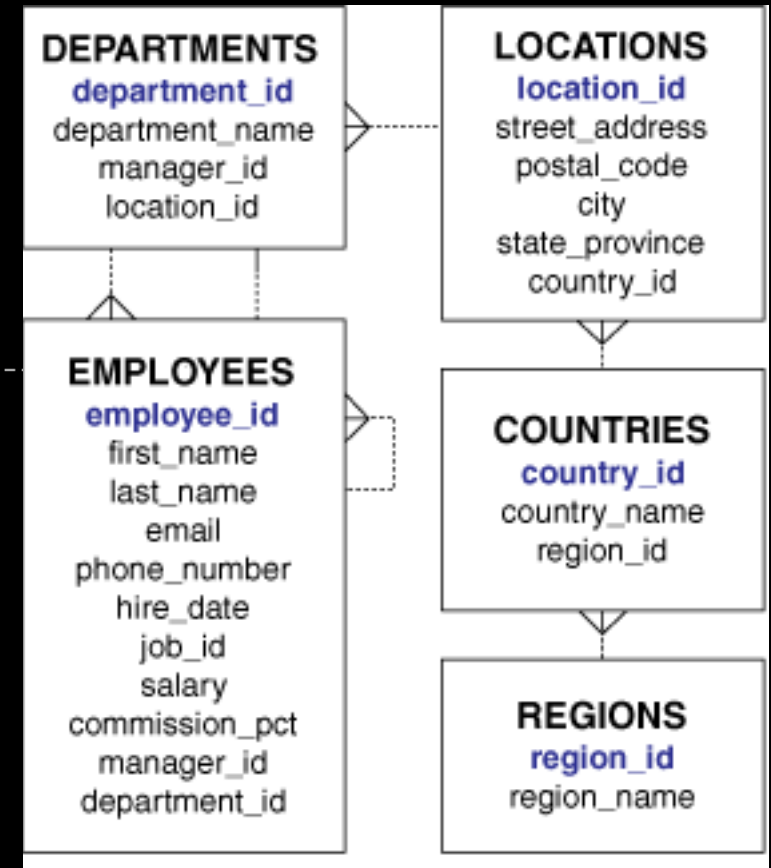 DEPARTMENTS
department_id
department_name
manager_id
location_id
EMPLOYEES
employee_id
first_name
last_name
email
phone_number
hire_date
job_id
salary
commission_pct
manager_id
department_id
LOCATIONS
location_id
street_address
postal_code
city
state_province
country_id
COUNTRIES
country_id
country_name
region_id
REGIONS
region_id
region_name